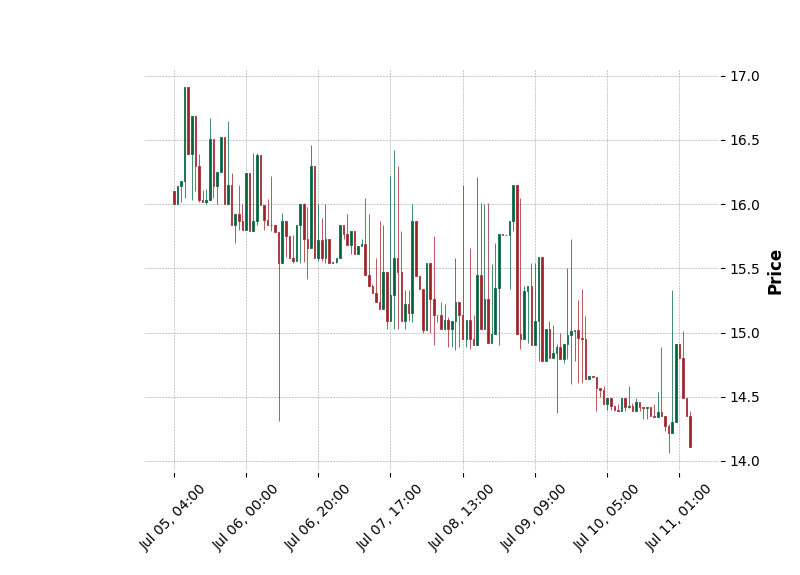 17.0
16.5
16.0
15.5
15.0
14.5
14.0
Price
Jul 05, 04:00
Jul 06, 00:00
Jul 06, 20:00
Jul 07, 17:00
Jul 08, 13:00
Jul 09, 09:00
Jul 10, 05:00
Jul 11, 01:00